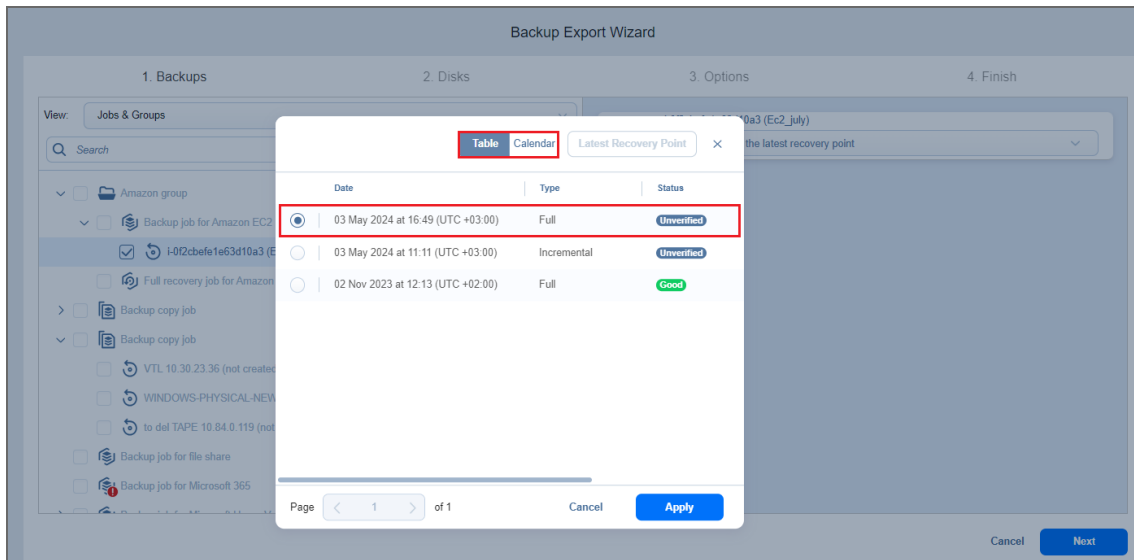 Backup Export Wizard
1. Backups
2. Disks
3. Options
4. Finish
View:
Jobs & Groups
Search
Amazon group
Backup job for Amazon EC2
i-0f2cbefe1e63d10a3 (E
Full recovery job for Amazon
Backup copy job
Backup copy job
VTL 10.30.23.36 (not created
WINDOWS-PHYSICAL-NEW
to del TAPE 10.84.0.119 (not
Backup job for file share
Backup job for Microsoft 365
(Ec2_july)
the latest recovery point
Table
Calendar
Latest Recovery Point
Date
Type
Status
03 May 2024 at 16:49 (UTC +03:00)
Full
Unverified
03 May 2024 at 11:11 (UTC +03:00)
Incremental
Unverified
02 Nov 2023 at 12:13 (UTC +02:00)
Full
Good
Page
1
of 1
Cancel
Apply
Cancel
Next